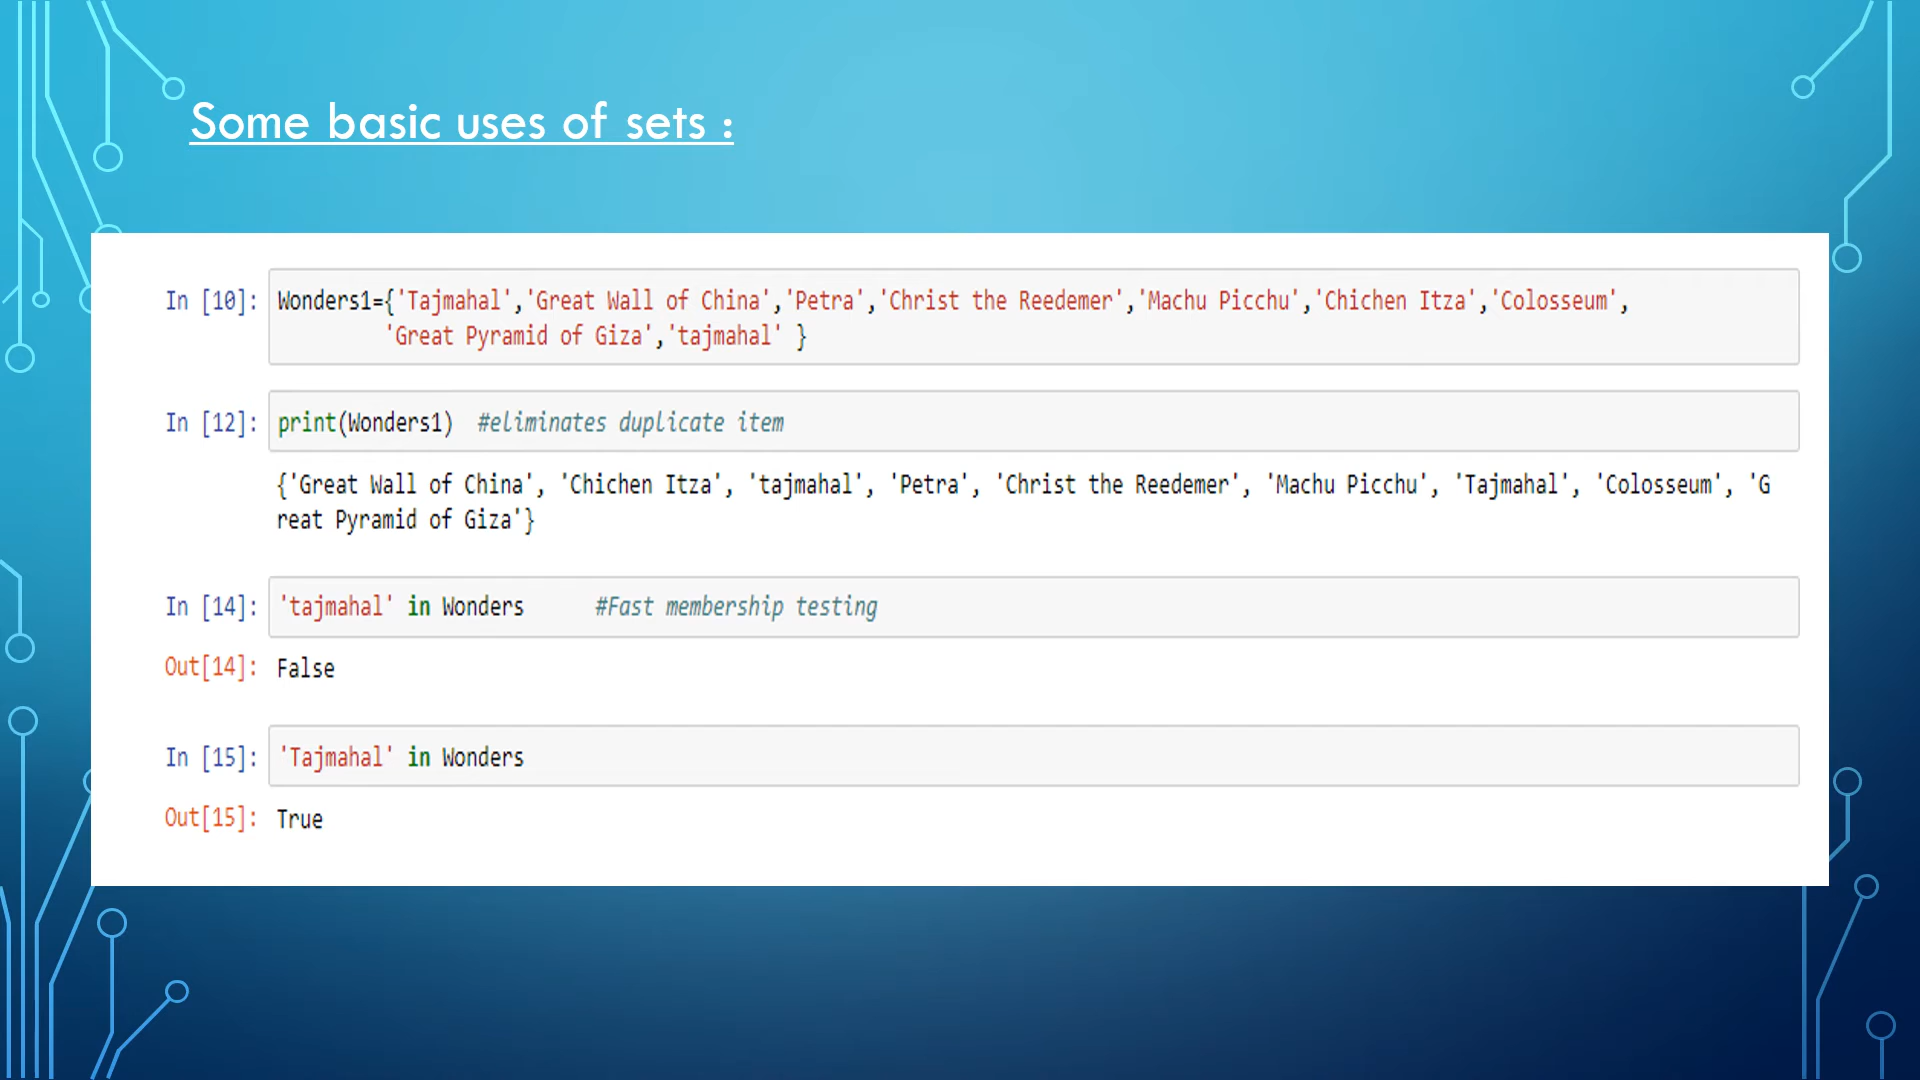 Some basic uses of sets :
In [10]: Wonders1={'Tajmahal','Great Wall of China','Petra','Christ the Reedemer','Machu Picchu','Chichen Itza','Colosseum',
'Great Pyramid of Giza','tajmahal' }
In [12]: print(Wonders1)  #eliminates duplicate item
{'Great Wall of China', 'Chichen Itza', 'tajmahal', 'Petra', 'Christ the Reedemer', 'Machu Picchu', 'Tajmahal', 'Colosseum', 'G
reat Pyramid of Giza'}
In [14]: 'tajmahal' in Wonders      #Fast membership testing
Out[14]: False
In [15]: 'Tajmahal' in Wonders
Out[15]: True